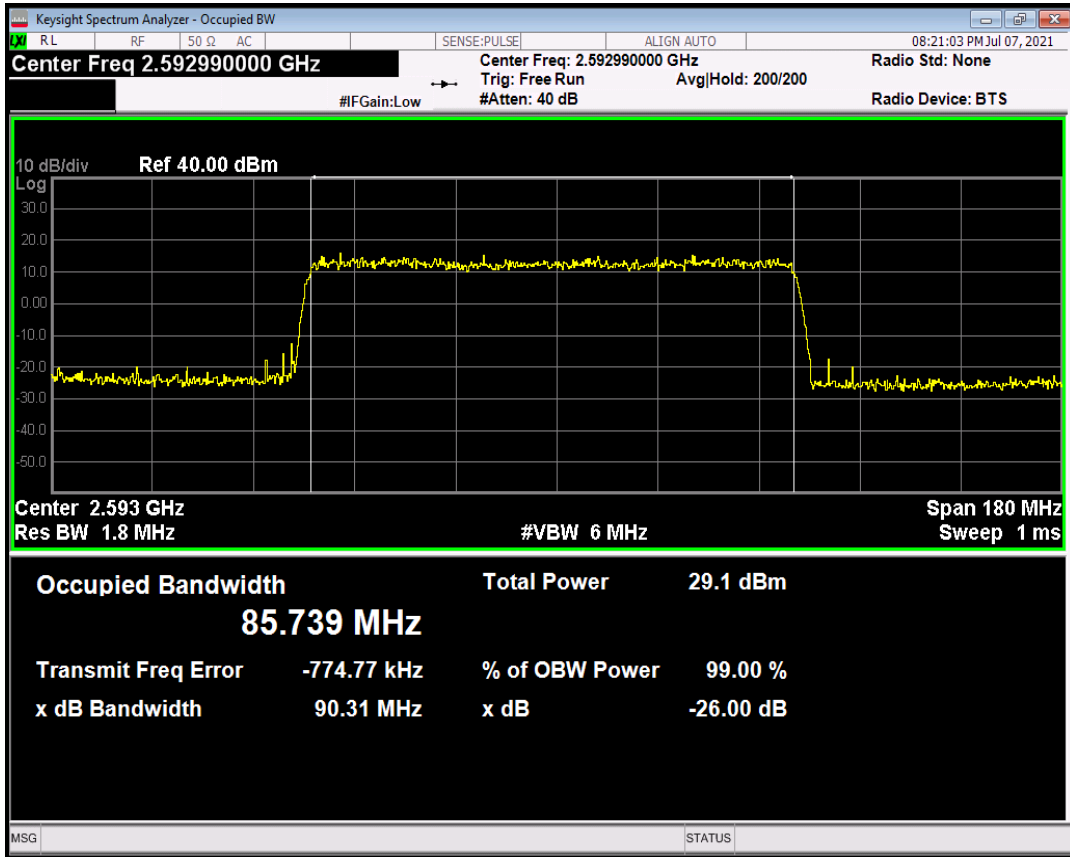 Keysight Spectrum Analyzer - Occupied BW
LXI RL RF 50 Ω AC SENSE:PULSE ALIGN AUTO 08:21:03 PM Jul 07, 2021
Center Freq 2.592990000 GHz Center Freq: 2.592990000 GHz Radio Std: None
Trig: Free Run Avg|Hold: 200/200
#IFGain:Low #Atten: 40 dB Radio Device: BTS
10 dB/div Ref 40.00 dBm
Log
30.0
20.0
10.0
0.00
-10.0
-20.0
-30.0
-40.0
-50.0
Center 2.593 GHz Span 180 MHz
Res BW 1.8 MHz #VBW 6 MHz Sweep 1 ms
Occupied Bandwidth Total Power 29.1 dBm
85.739 MHz
Transmit Freq Error -774.77 kHz % of OBW Power 99.00 %
x dB Bandwidth 90.31 MHz x dB -26.00 dB
MSG STATUS